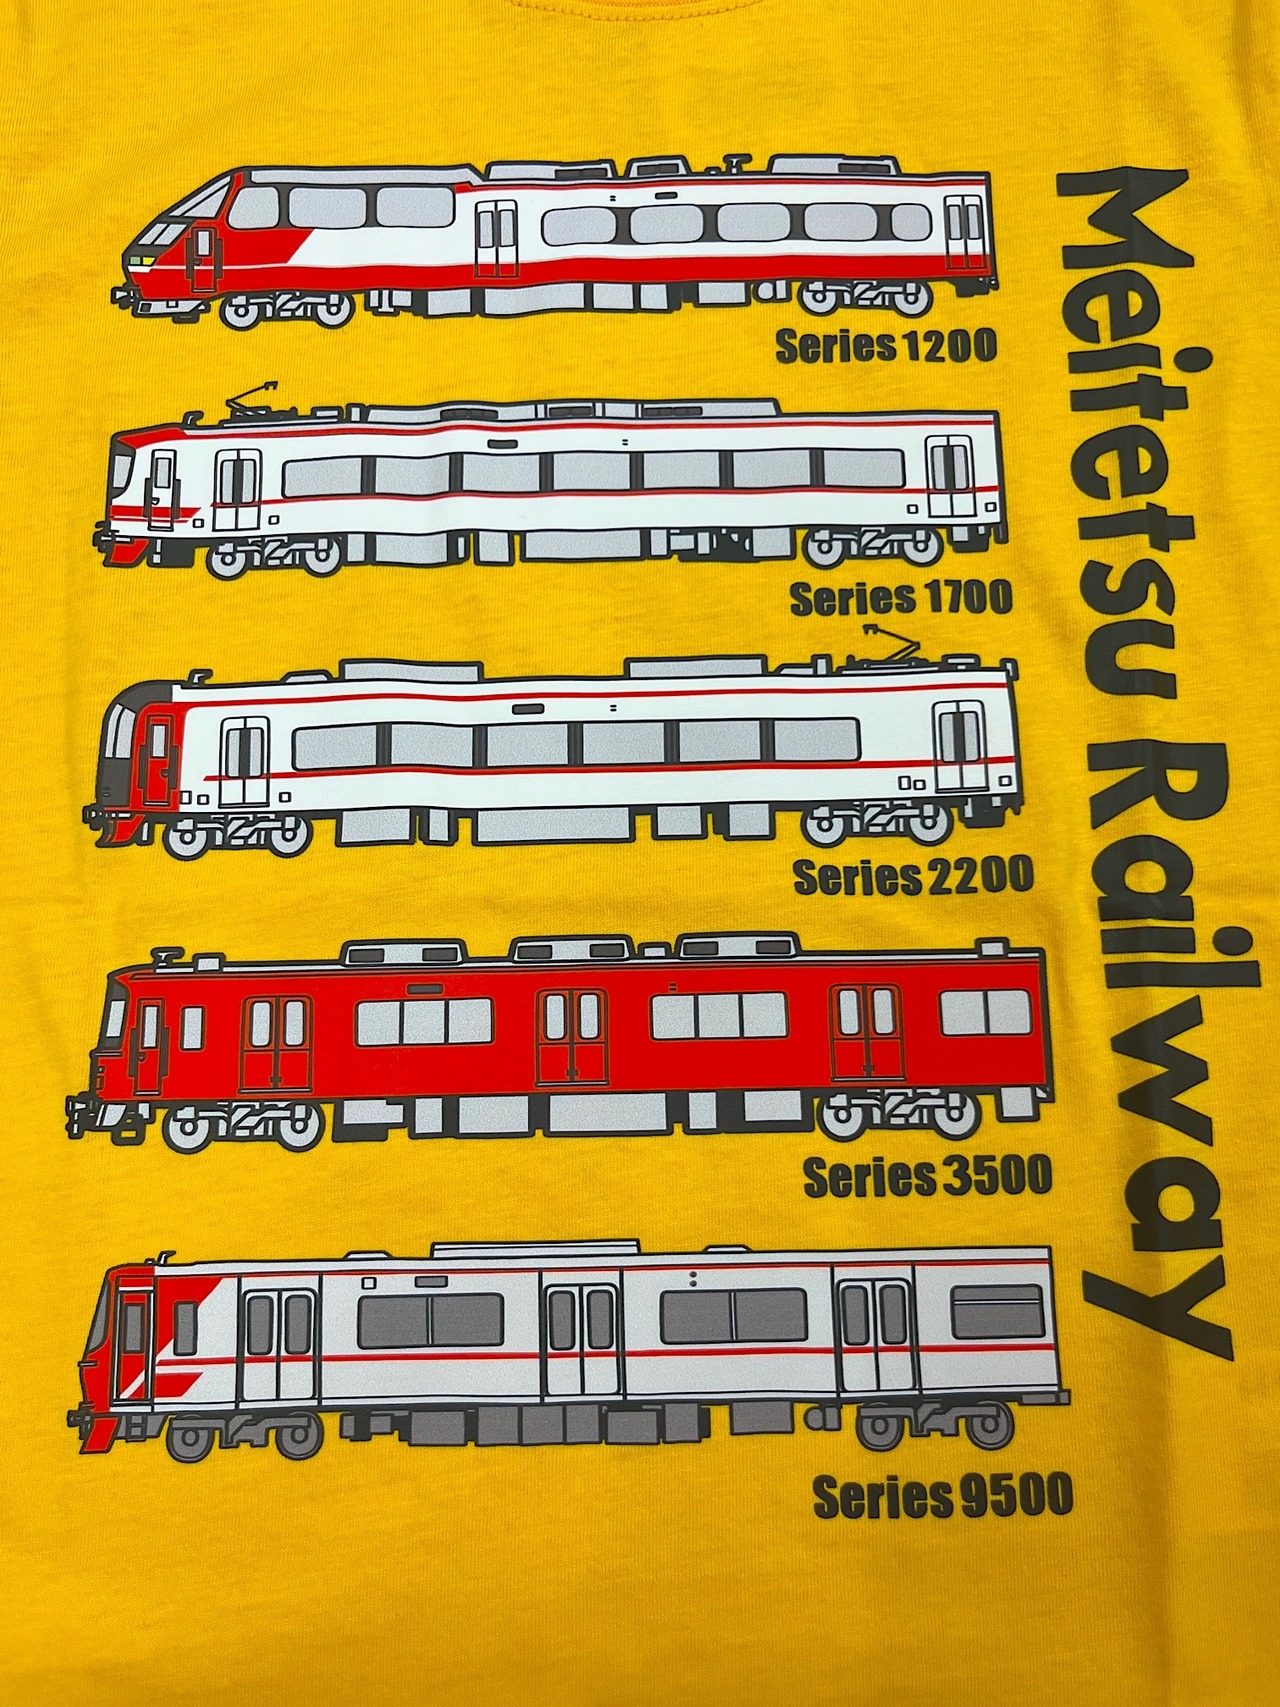 Meitetsu Railway
Series 1200
Series 1700
Series 2200
Series 3500
Series 9500